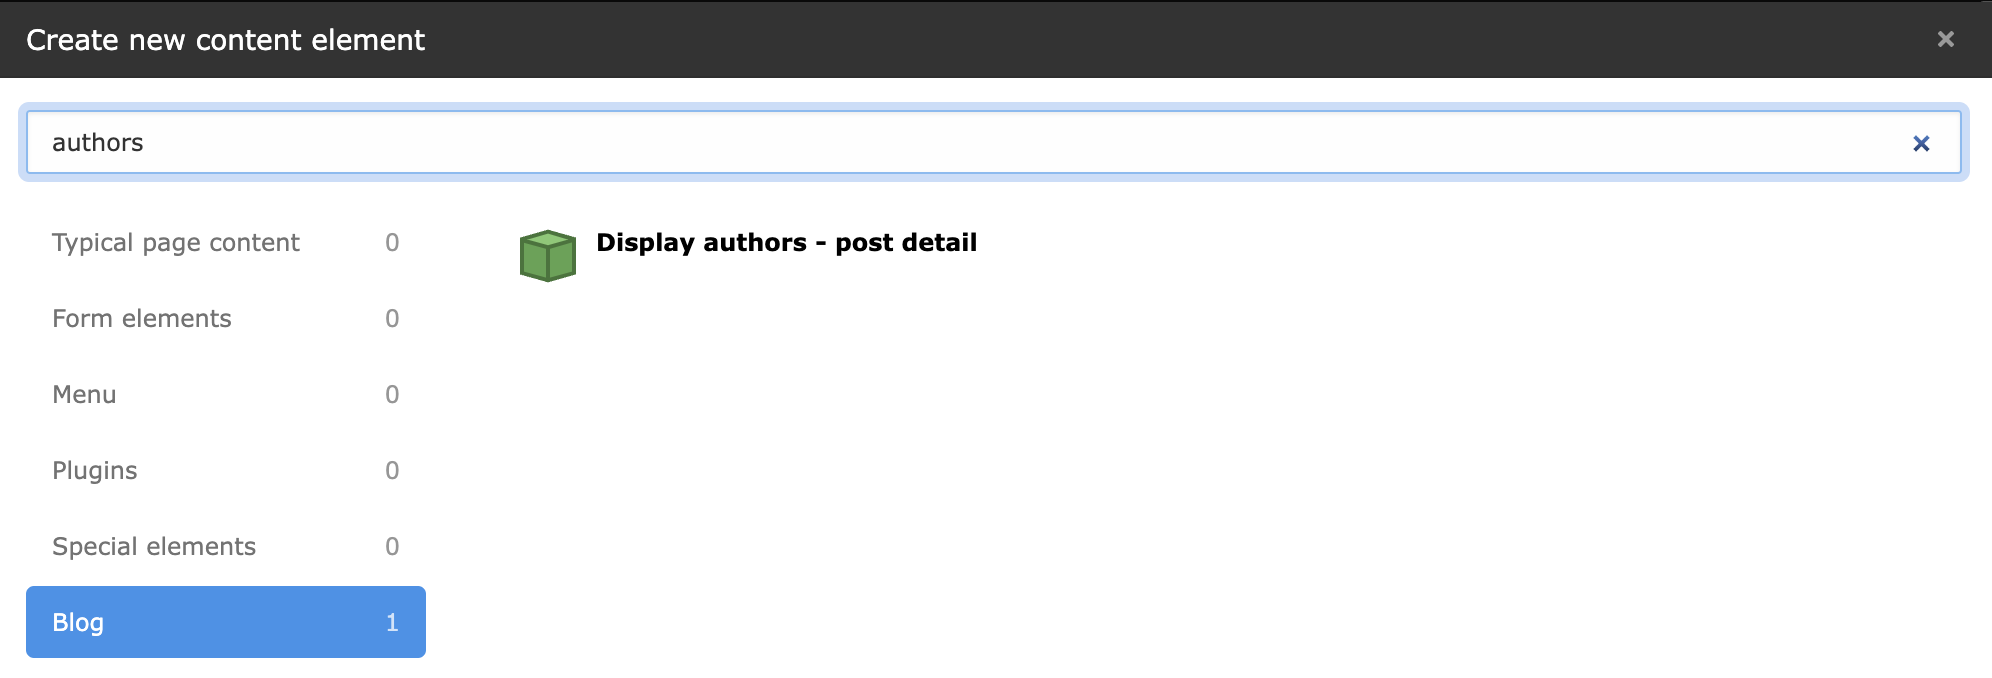 Create new content element
authors
Typical page content 0
Form elements 0
Menu 0
Plugins 0
Special elements 0
Blog 1
Display authors - post detail